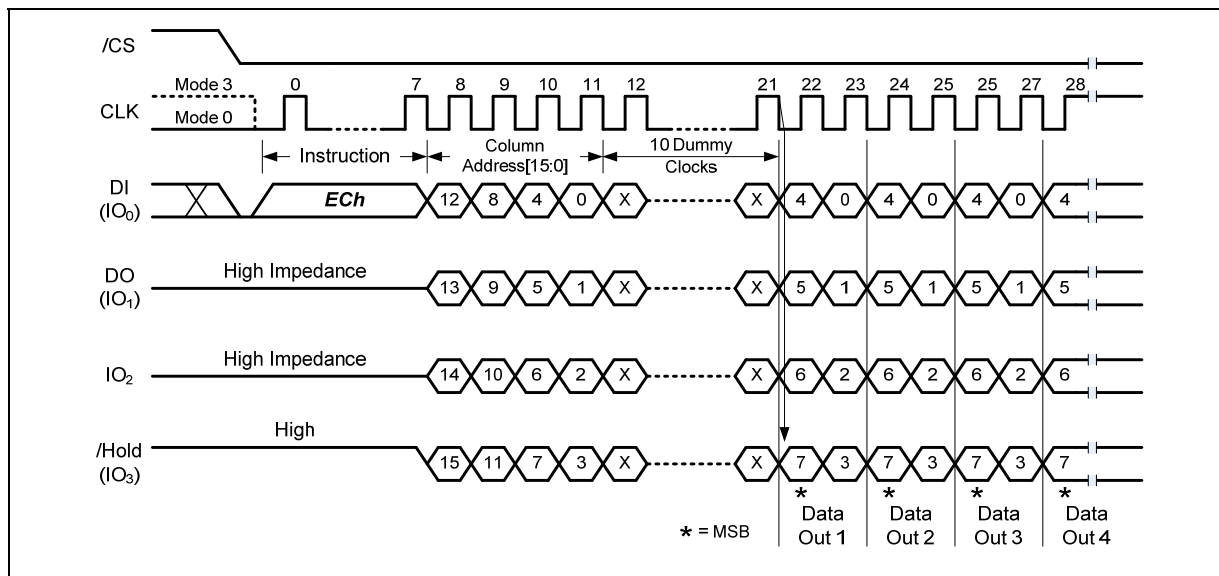 /CS
Mode 3 0 7 8 9 10 11 12 21 22 23 24 25 25 27 28
CLK
Mode 0
Instruction
Column
Address[15:0]
10 Dummy
Clocks
DI
(IO0)
ECh 12 8 4 0 X X 4 0 4 0 4 0 4
High Impedance
DO
(IO1)
13 9 5 1 X X 5 1 5 1 5 1 5
High Impedance
IO2 14 10 6 2 X X 6 2 6 2 6 2 6
High
/Hold
(IO3)
15 11 7 3 X X 7 3 7 3 7 3 7
* * * *
* = MSB
Data
Out 1
Data
Out 2
Data
Out 3
Data
Out 4